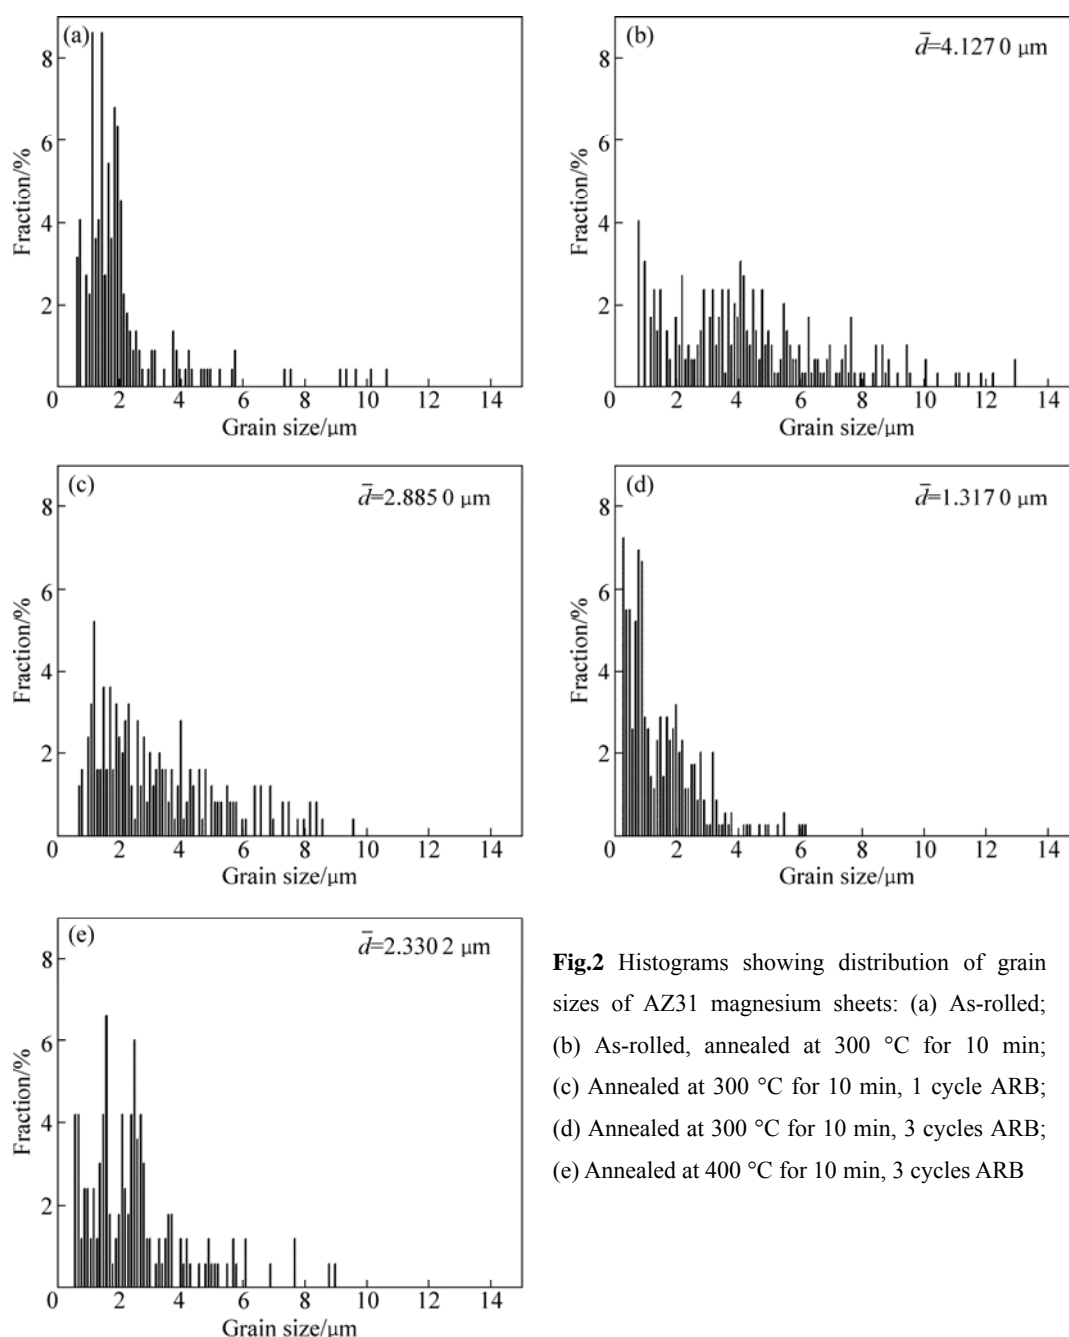 (a)
8
6
4
2
Fraction/%
0 2 4 6 8 10 12 14
Grain size/μm
(b)
d̄=4.127 0 μm
8
6
4
2
Fraction/%
0 2 4 6 8 10 12 14
Grain size/μm
(c)
d̄=2.885 0 μm
8
6
4
2
Fraction/%
0 2 4 6 8 10 12 14
Grain size/μm
(d)
d̄=1.317 0 μm
8
6
4
2
Fraction/%
0 2 4 6 8 10 12 14
Grain size/μm
(e)
d̄=2.330 2 μm
8
6
4
2
Fraction/%
0 2 4 6 8 10 12 14
Grain size/μm
Fig.2 Histograms showing distribution of grain
sizes of AZ31 magnesium sheets: (a) As-rolled;
(b) As-rolled, annealed at 300 °C for 10 min;
(c) Annealed at 300 °C for 10 min, 1 cycle ARB;
(d) Annealed at 300 °C for 10 min, 3 cycles ARB;
(e) Annealed at 400 °C for 10 min, 3 cycles ARB